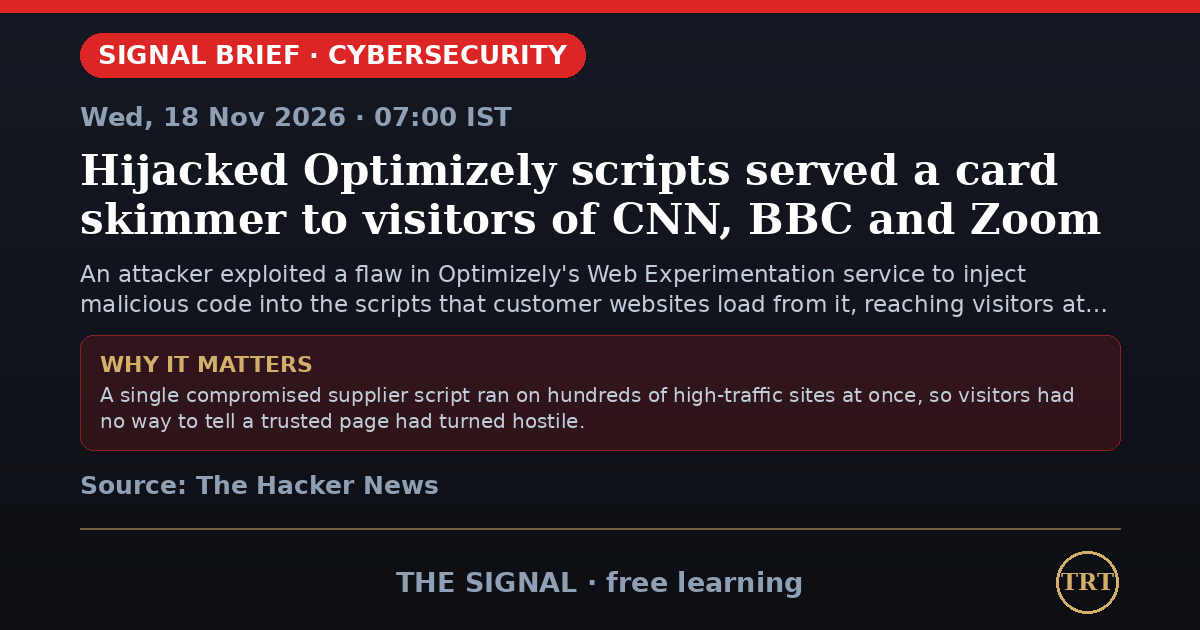 SIGNAL BRIEF · CYBERSECURITY
Wed, 18 Nov 2026 · 07:00 IST
Hijacked Optimizely scripts served a card
skimmer to visitors of CNN, BBC and Zoom
An attacker exploited a flaw in Optimizely's Web Experimentation service to inject
malicious code into the scripts that customer websites load from it, reaching visitors at…
WHY IT MATTERS
A single compromised supplier script ran on hundreds of high-traffic sites at once, so visitors had
no way to tell a trusted page had turned hostile.
Source: The Hacker News
THE SIGNAL · free learning
TRT